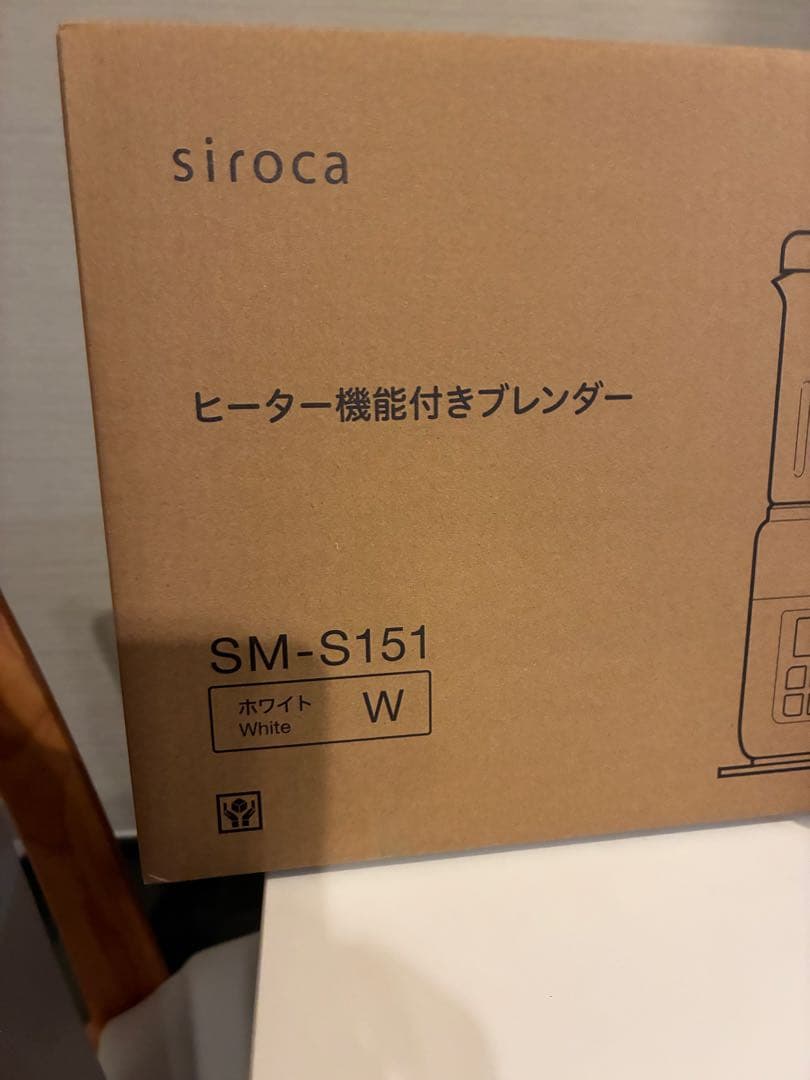 siroca
ヒーター機能付きブレンダー
SM-S151
ホワイト
White
W